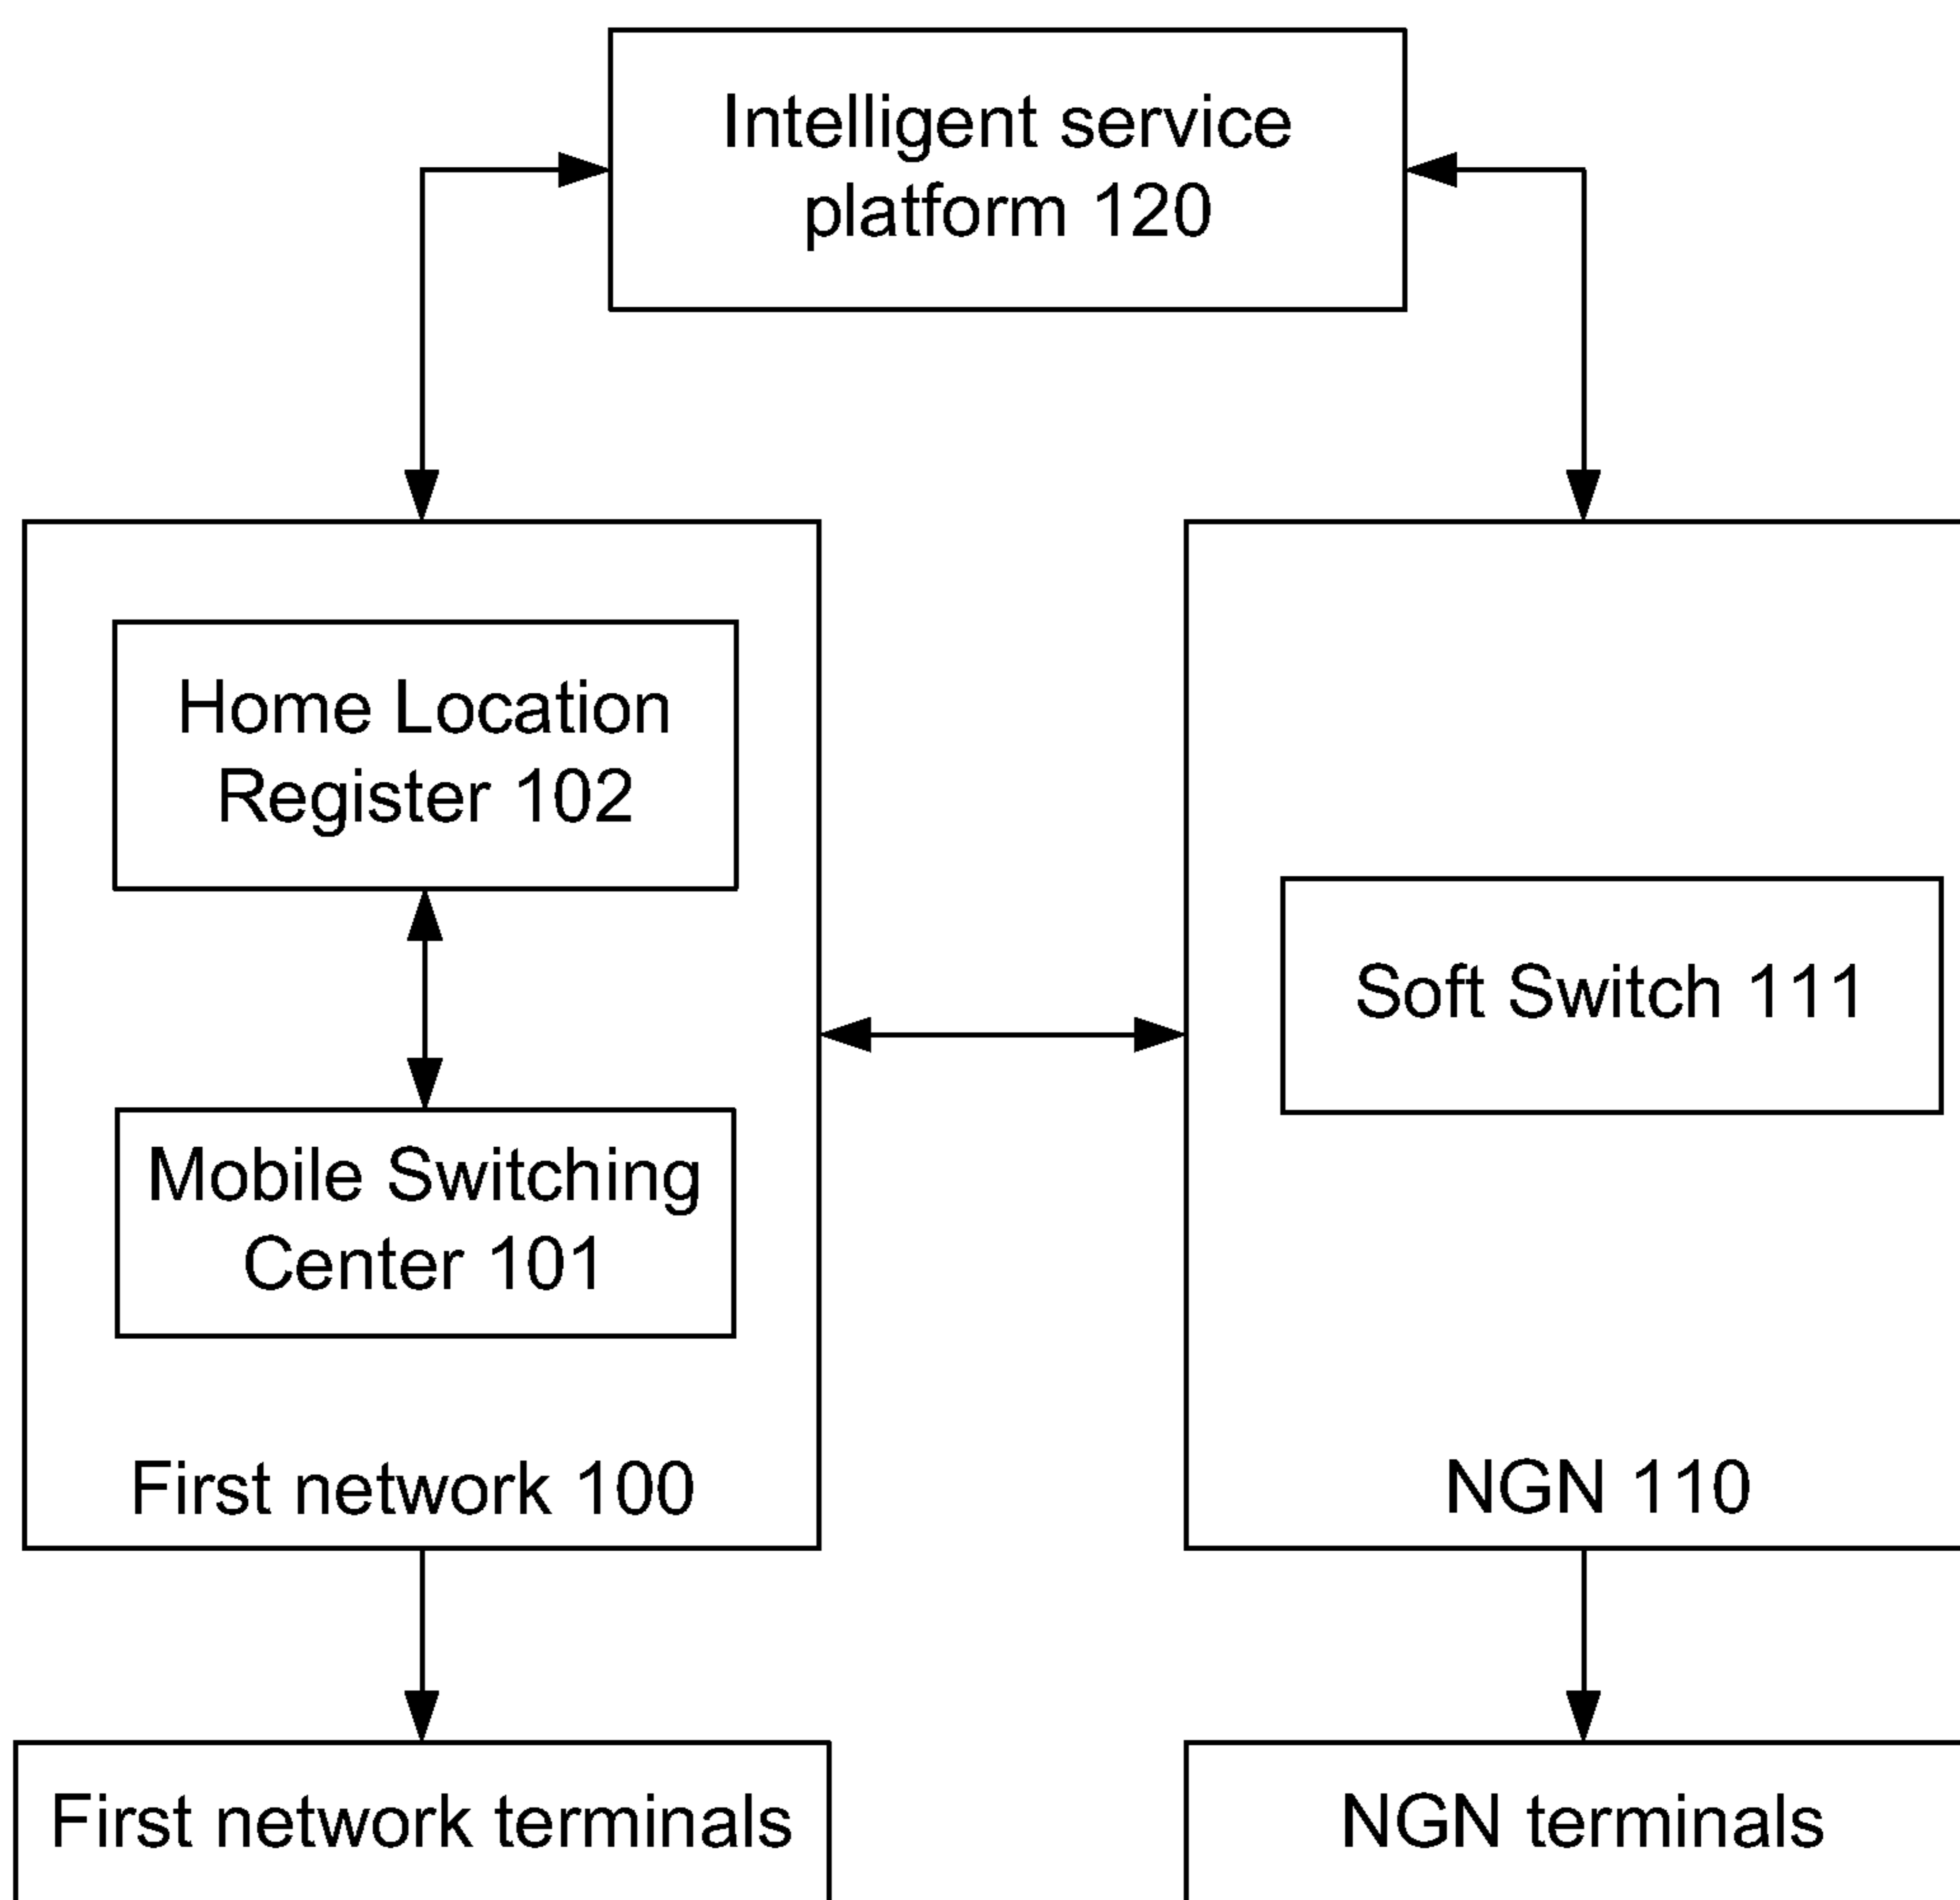 Intelligent service
platform 120
Home Location
Register 102
Soft Switch 111
Mobile Switching
Center 101
First network 100
NGN 110
First network terminals
NGN terminals